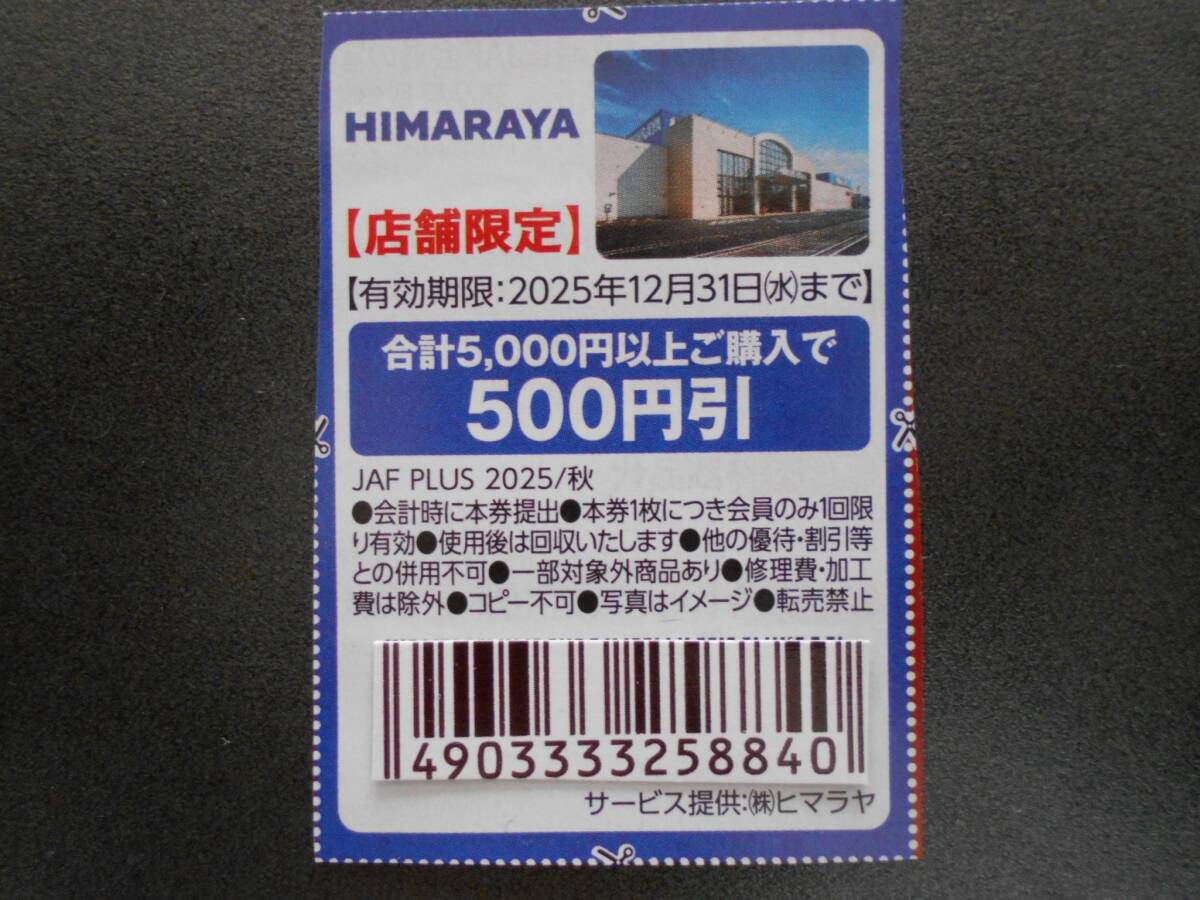 HIMARAYA
【店舗限定】
【有効期限:2025年12月31日㈬まで】
合計5,000円以上ご購入で
500円引
JAF PLUS 2025/秋
●会計時に本券提出●本券1枚につき会員のみ1回限
り有効●使用後は回収いたします●他の優待・割引等
との併用不可●一部対象外商品あり●修理費・加工
費は除外●コピー不可●写真はイメージ●転売禁止
4903333258840
サービス提供:㈱ヒマラヤ